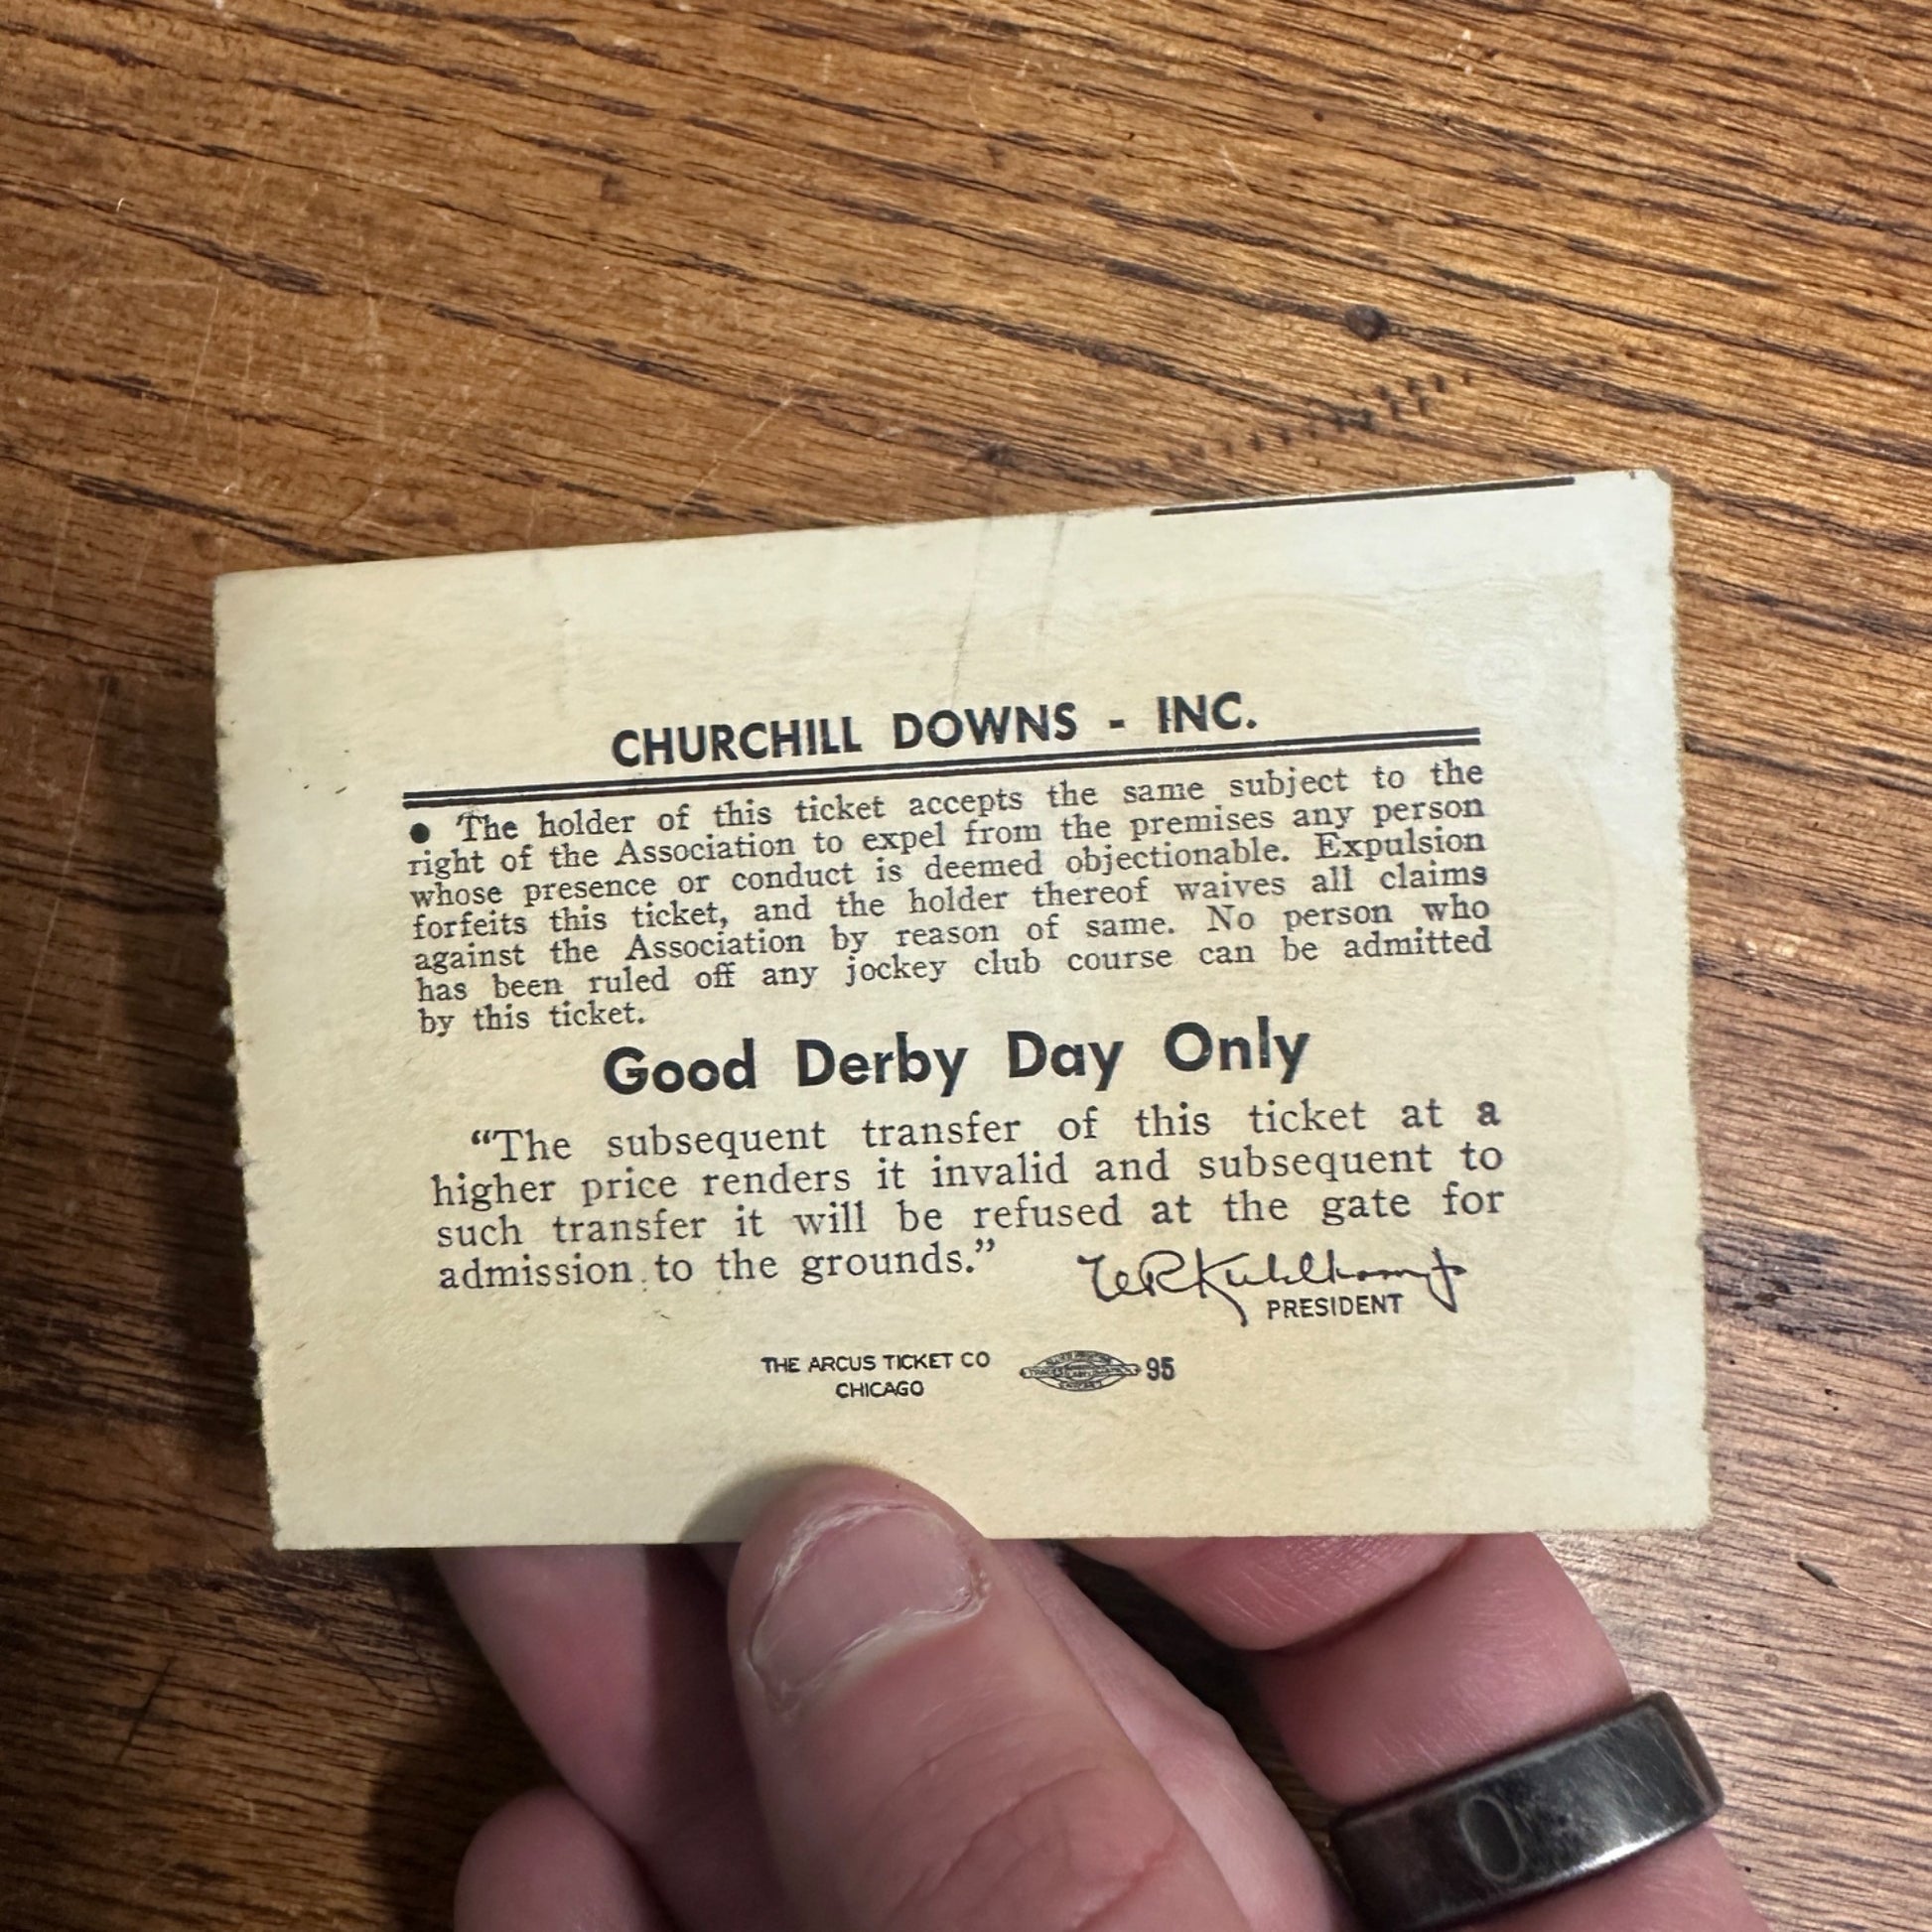 CHURCHILL DOWNS - INC.
● The holder of this ticket accepts the same subject to the
right of the Association to expel from the premises any person
whose presence or conduct is deemed objectionable. Expulsion
forfeits this ticket, and the holder thereof waives all claims
against the Association by reason of same. No person who
has been ruled off any jockey club course can be admitted
by this ticket.
Good Derby Day Only
“The subsequent transfer of this ticket at a
higher price renders it invalid and subsequent to
such transfer it will be refused at the gate for
admission to the grounds.”
PRESIDENT
THE ARCUS TICKET CO
CHICAGO
95